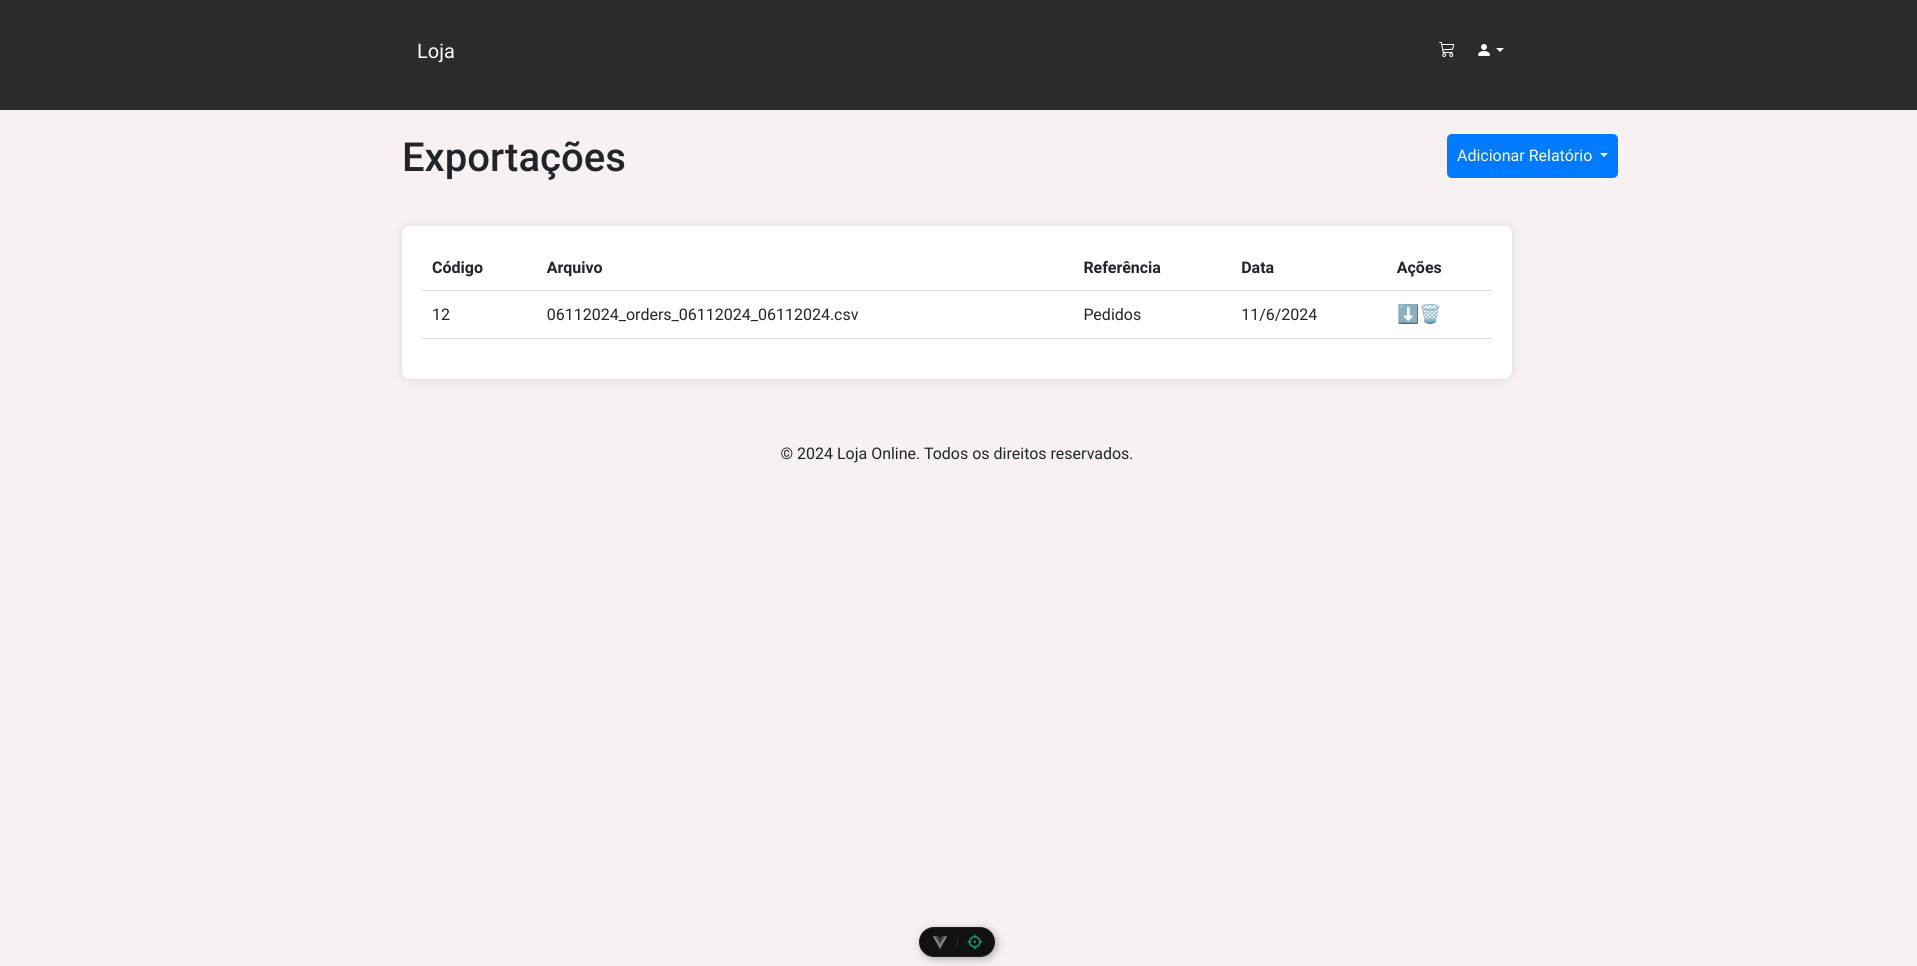 Loja
Exportações
Adicionar Relatório
Código Arquivo Referência Data Ações
12 06112024_orders_06112024_06112024.csv Pedidos 11/6/2024
© 2024 Loja Online. Todos os direitos reservados.